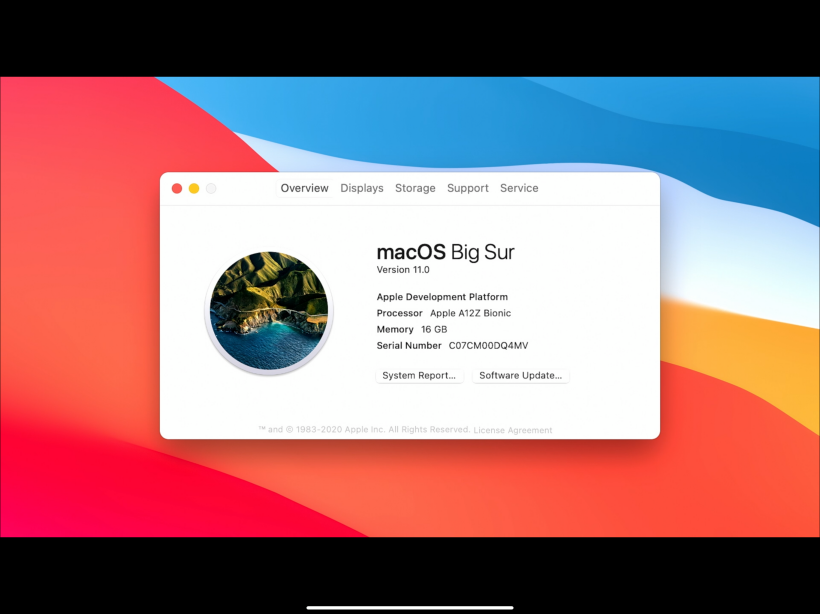 Overview Displays Storage Support Service
macOS Big Sur
Version 11.0
Apple Development Platform
Processor Apple A12Z Bionic
Memory 16 GB
Serial Number C07CM00DQ4MV
System Report... Software Update...
™ and © 1983-2020 Apple Inc. All Rights Reserved. License Agreement